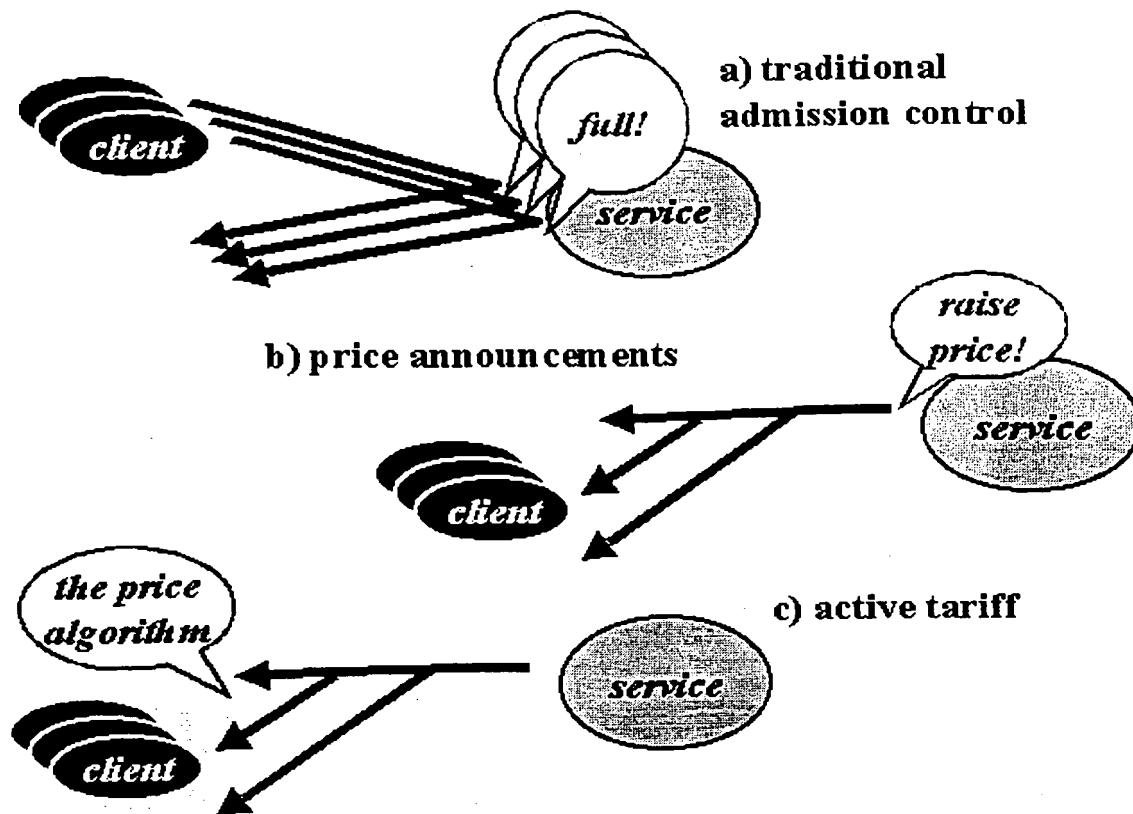 a) traditional
admission control
client
full!
service
b) price announcements
raise
price!
service
client
c) active tariff
the price
algorithm
service
client